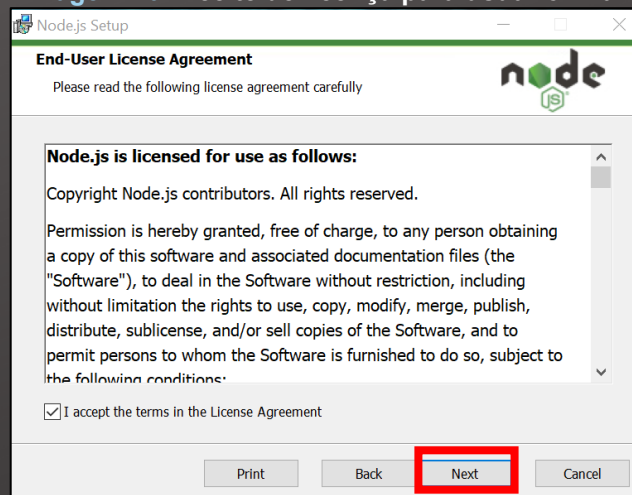 Node.js Setup
End-User License Agreement
Please read the following license agreement carefully
node
JS
Node.js is licensed for use as follows:
Copyright Node.js contributors. All rights reserved.
Permission is hereby granted, free of charge, to any person obtaining
a copy of this software and associated documentation files (the
"Software"), to deal in the Software without restriction, including
without limitation the rights to use, copy, modify, merge, publish,
distribute, sublicense, and/or sell copies of the Software, and to
permit persons to whom the Software is furnished to do so, subject to
the following conditions:
I accept the terms in the License Agreement
Print Back Next Cancel